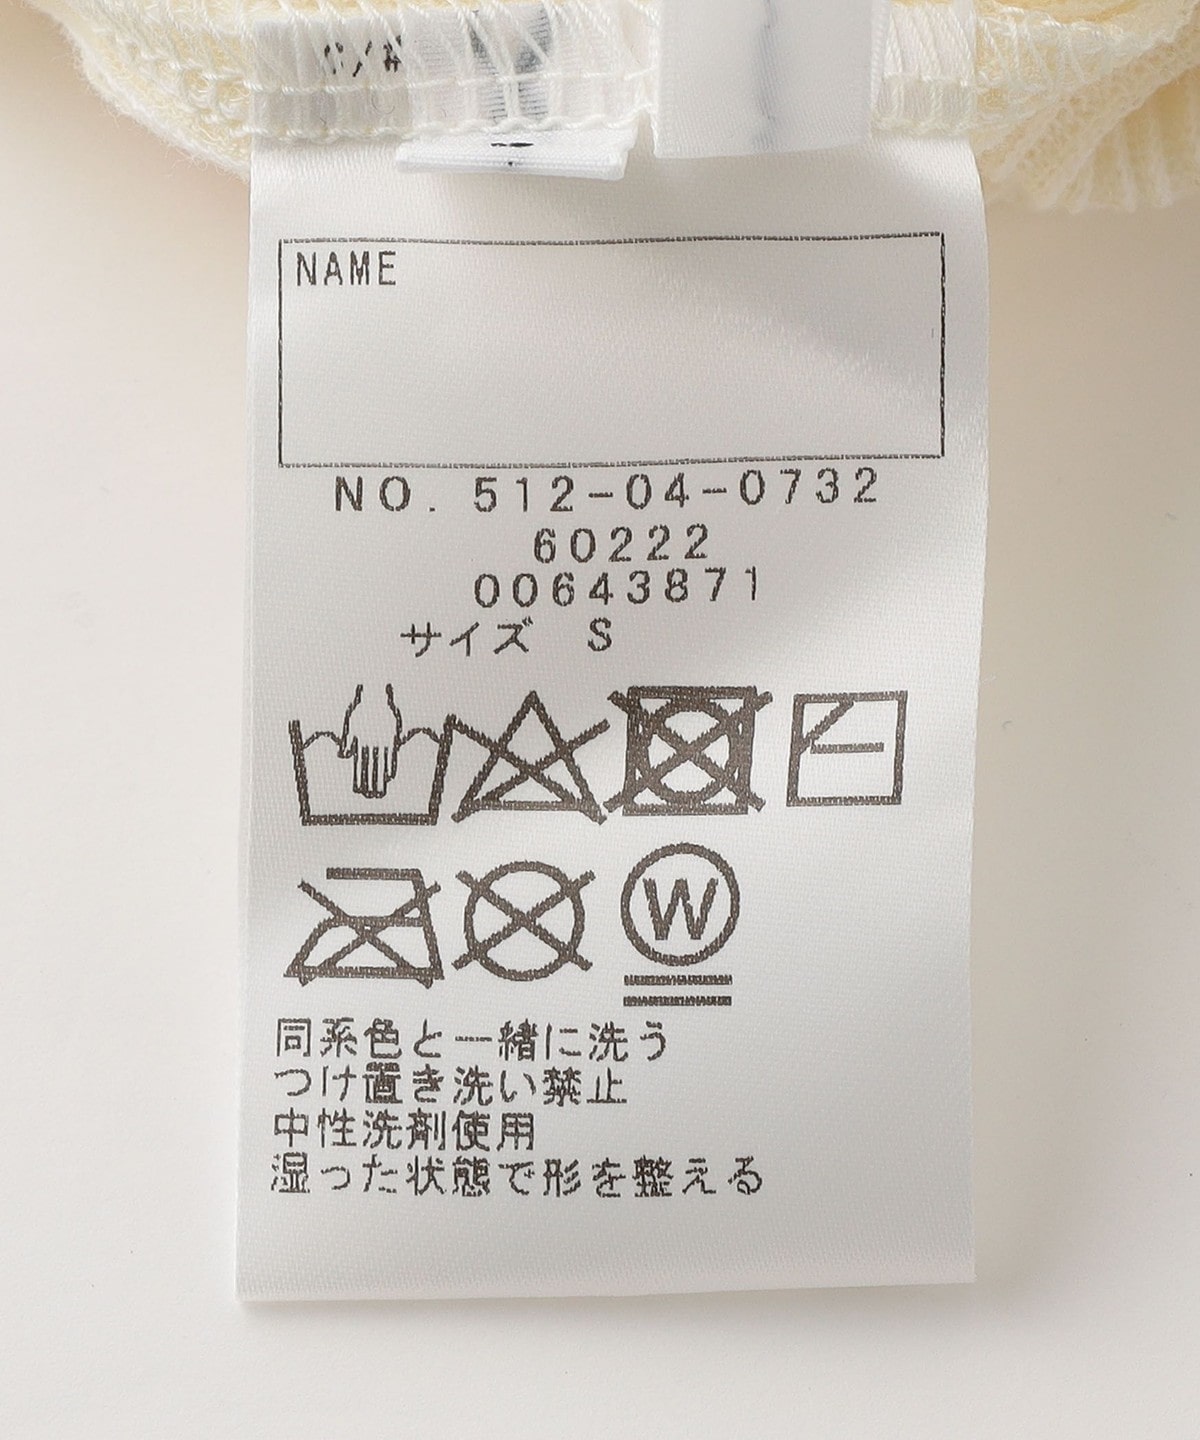 NAME
NO. 512-04-0732
60222
00643871
サイズ S
W
同系色と一緒に洗う
つけ置き洗い禁止
中性洗剤使用
湿った状態で形を整える